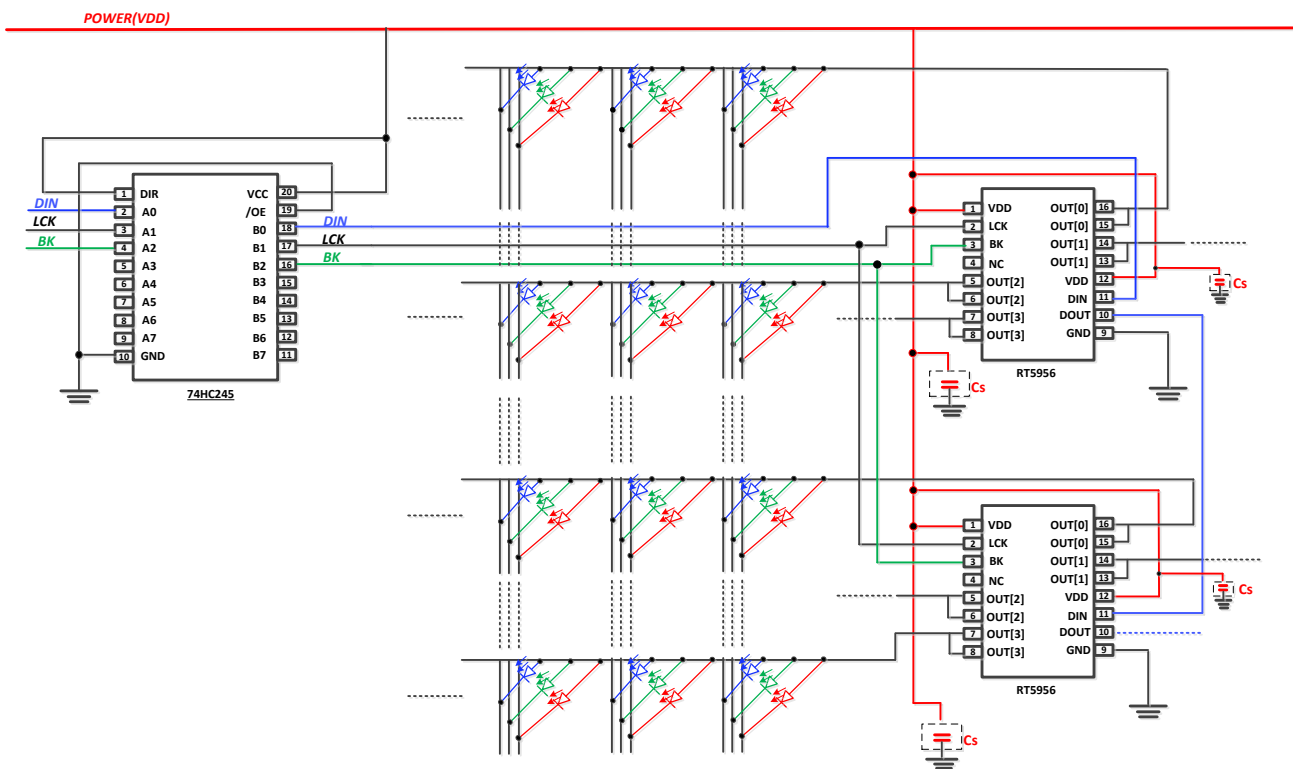 POWER(VDD)
DIN
LCK
BK
1 DIR VCC 20
2 A0 /OE 19
3 A1 B0 18
4 A2 B1 17
5 A3 B2 16
6 A4 B3 15
7 A5 B4 14
8 A6 B5 13
9 A7 B6 12
10 GND B7 11
74HC245
DIN
LCK
BK
1 VDD OUT[0] 16
2 LCK OUT[0] 15
3 BK OUT[1] 14
4 NC OUT[1] 13
5 OUT[2] VDD 12
6 OUT[2] DIN 11
7 OUT[3] DOUT 10
8 OUT[3] GND 9
RT5956
Cs
Cs
1 VDD OUT[0] 16
2 LCK OUT[0] 15
3 BK OUT[1] 14
4 NC OUT[1] 13
5 OUT[2] VDD 12
6 OUT[2] DIN 11
7 OUT[3] DOUT 10
8 OUT[3] GND 9
RT5956
Cs
Cs